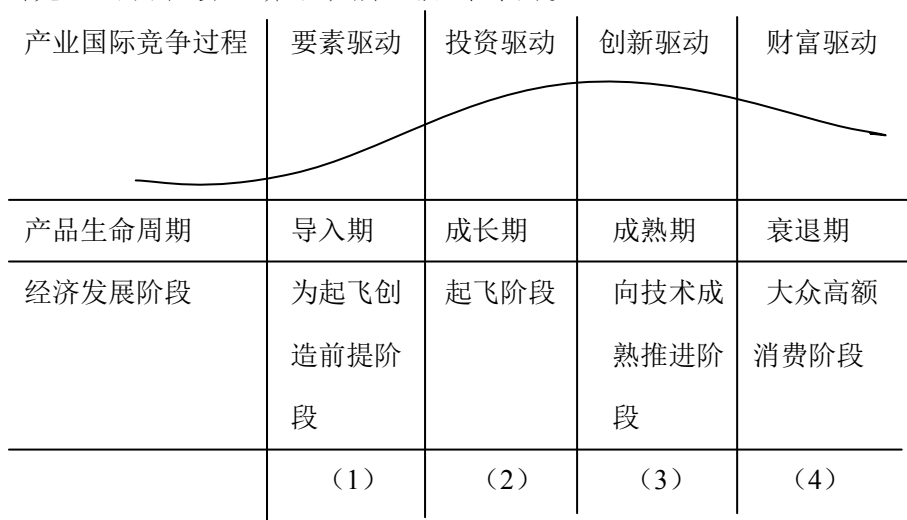 产业国际竞争过程 要素驱动 投资驱动 创新驱动 财富驱动
产品生命周期 导入期 成长期 成熟期 衰退期
经济发展阶段 为起飞创 起飞阶段 向技术成 大众高额
造前提阶 熟推进阶 消费阶段
段 段
（1） （2） （3） （4）